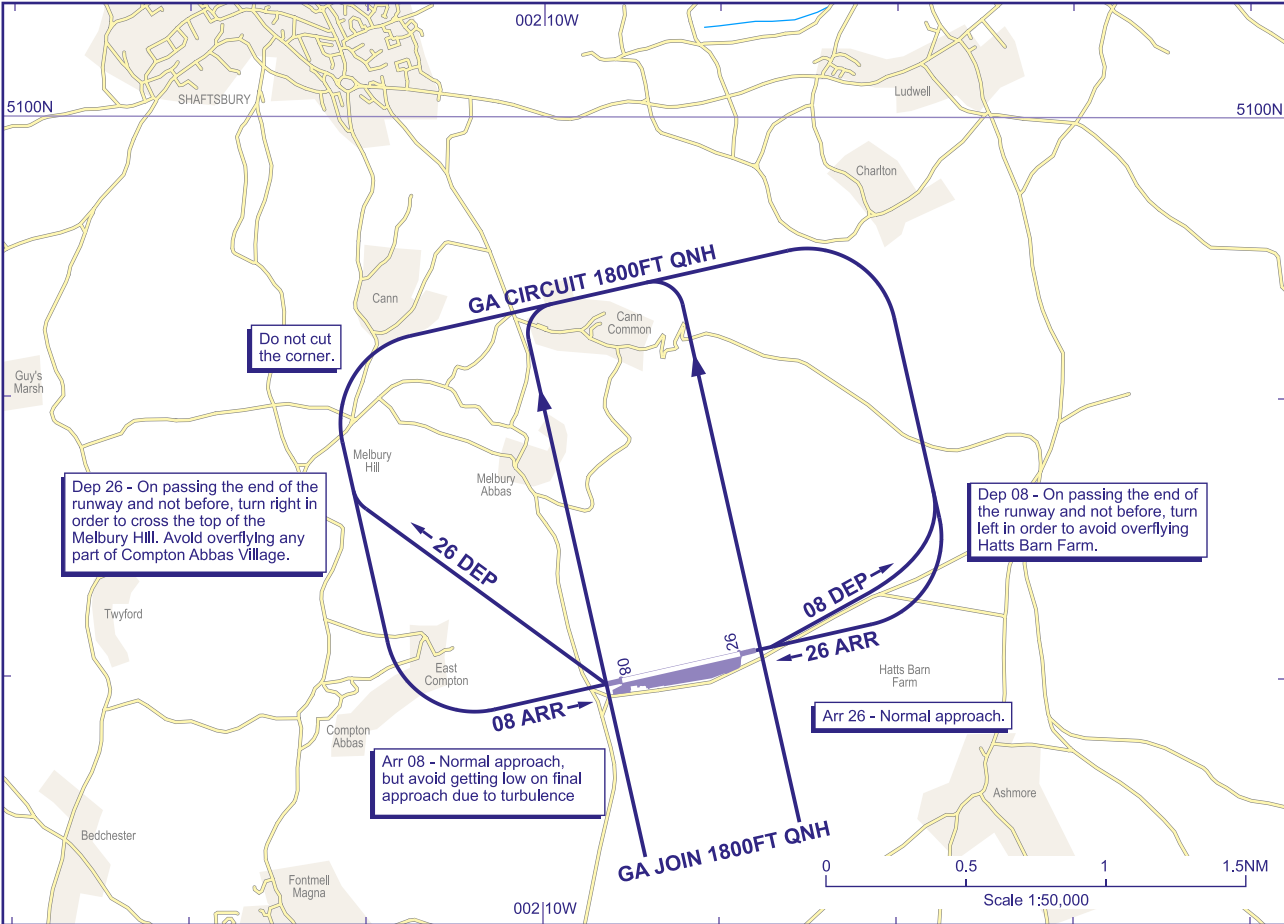 002 10W
SHAFTSBURY
Ludwell
5100N
5100N
Charlton
GA CIRCUIT 1800FT QNH
Cann
Cann
Common
Do not cut
the corner.
Guy's
Marsh
Melbury
Hill
Melbury
Abbas
Dep 26 - On passing the end of the
runway and not before, turn right in
order to cross the top of the
Melbury HIll. Avoid overflying any
part of Compton Abbas Village.
Dep 08 - On passing the end of
the runway and not before, turn
left in order to avoid overflying
Hatts Barn Farm.
26 DEP
08 DEP
Twyford
26
08
26 ARR
East
Compton
Hatts Barn
Farm
08 ARR
Arr 26 - Normal approach.
Compton
Abbas
Arr 08 - Normal approach,
but avoid getting low on final
approach due to turbulence
Ashmore
Bedchester
GA JOIN 1800FT QNH
Fontmell
Magna
0 0.5 1 1.5NM
Scale 1:50,000
002 10W